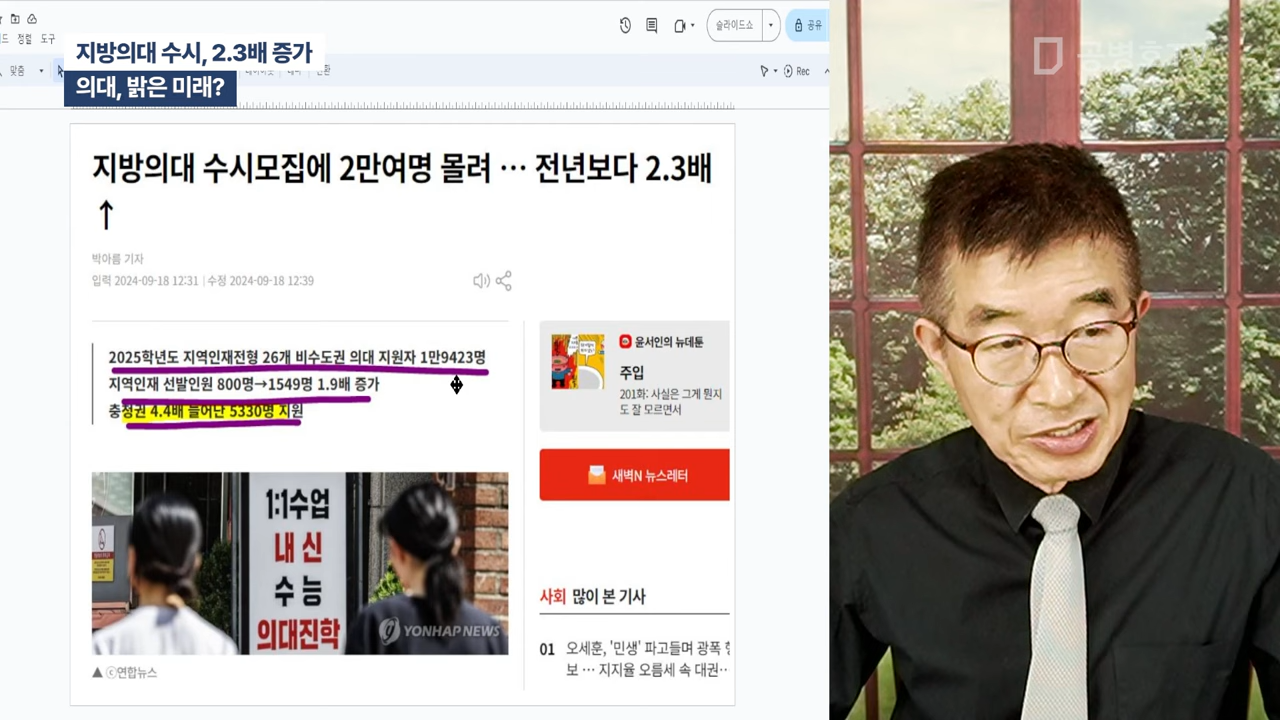 정렬 도구
슬라이드쇼
공유
맞춤
Rec
지방의대 수시, 2.3배 증가
의대, 밝은 미래?
지방의대 수시모집에 2만여명 몰려 … 전년보다 2.3배
↑
박아름 기자
입력 2024-09-18 12:31 | 수정 2024-09-18 12:39
2025학년도 지역인재전형 26개 비수도권 의대 지원자 1만9423명
지역인재 선발인원 800명→1549명 1.9배 증가
충청권 4.4배 늘어난 5330명 지원
윤서인의 뉴데툰
주입
201화: 사실은 그게 뭔지
도 잘 모르면서
새벽N 뉴스레터
1:1수업
내신
수능
의대진학
YONHAP NEWS
▲ ⓒ연합뉴스
사회 많이 본 기사
01 오세훈, '민생' 파고들며 광폭
보 … 지지율 오름세 속 대권…